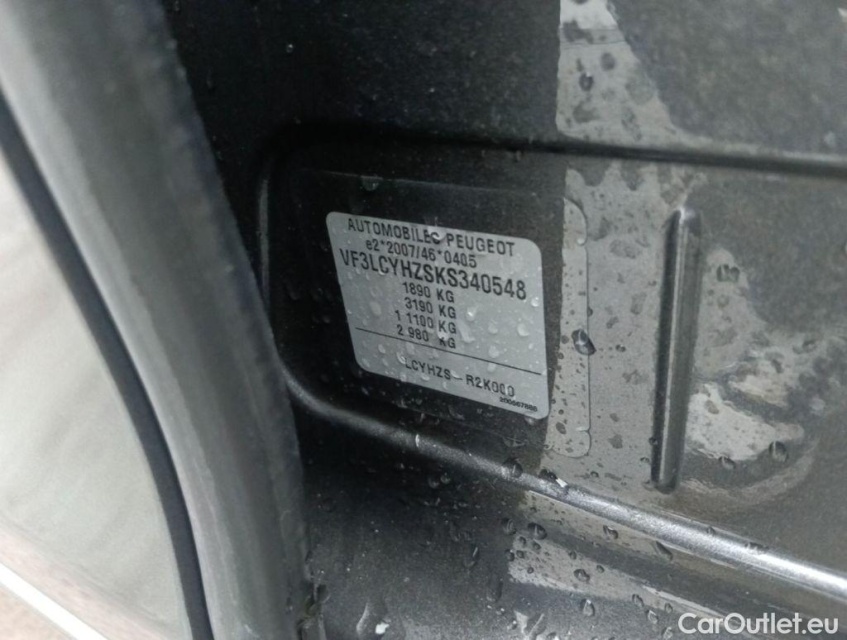 AUTOMOBILES PEUGEOT
e2*2007/46*0405
VF3LCYHZSKS340548
1890 KG
3190 KG
1 1100 KG
2 980 KG
LCYHZS - R2K000
CarOutlet.eu